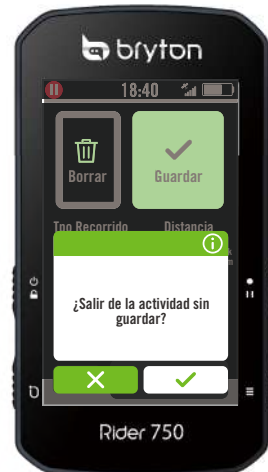 bryton
18:40
Borrar
Guardar
Tpo Recorrido
Distancia
¿Salir de la actividad sin
guardar?
Rider 750